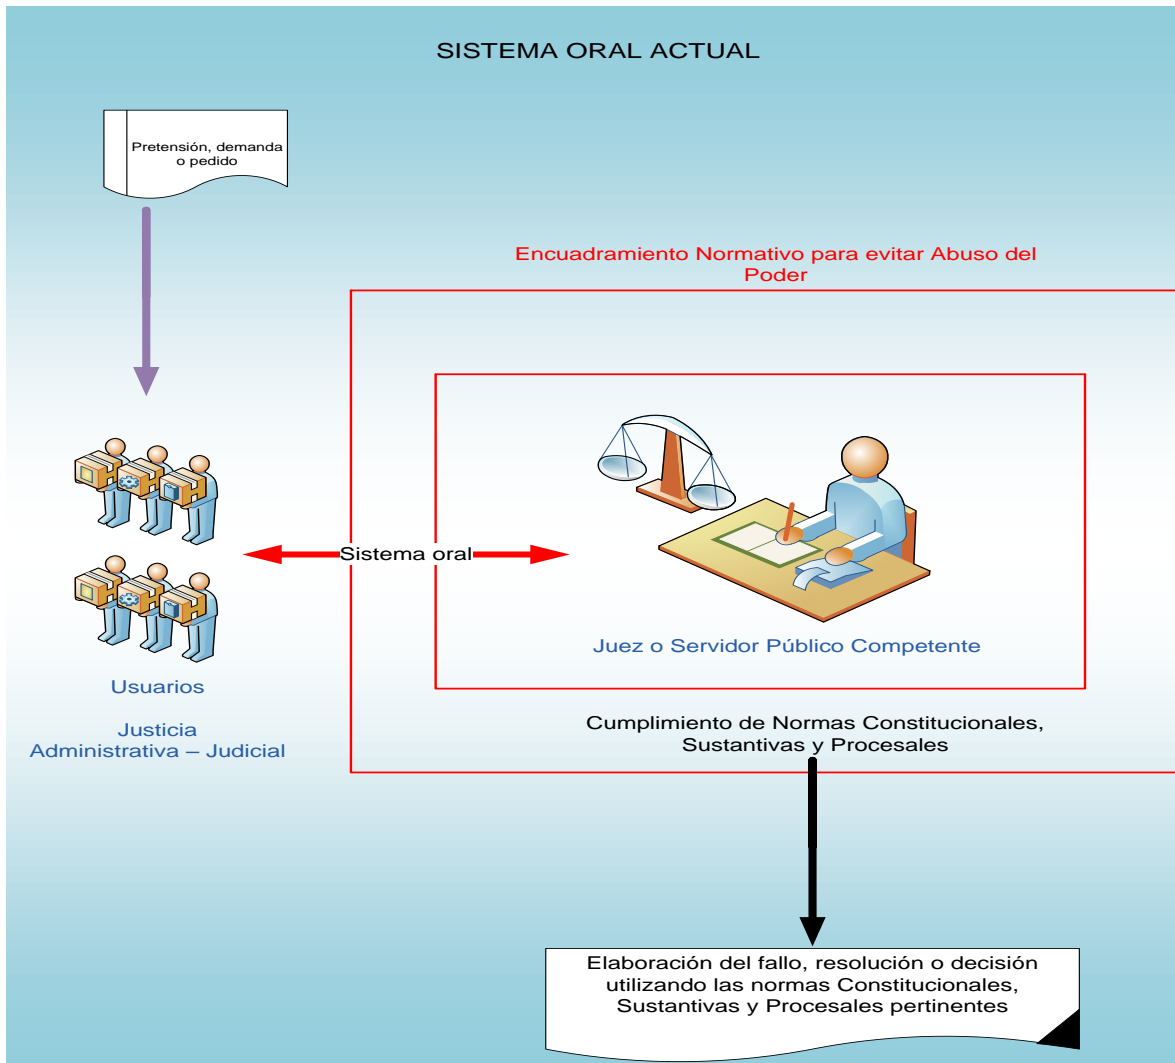 SISTEMA ORAL ACTUAL
Pretensión, demanda
o pedido
Encuadramiento Normativo para evitar Abuso del
Poder
Sistema oral
Juez o Servidor Público Competente
Usuarios
Justicia
Administrativa – Judicial
Cumplimiento de Normas Constitucionales,
Sustantivas y Procesales
Elaboración del fallo, resolución o decisión
utilizando las normas Constitucionales,
Sustantivas y Procesales pertinentes